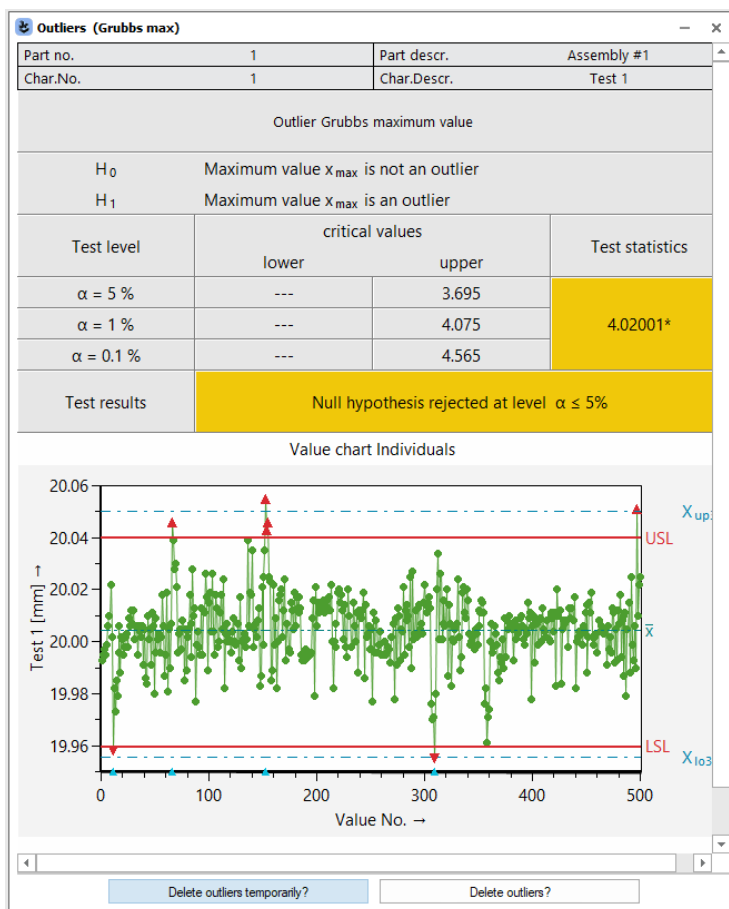 Outliers (Grubbs max)
Part no. 1 Part descr. Assembly #1
Char.No. 1 Char.Descr. Test 1
Outlier Grubbs maximum value
H0 Maximum value xmax is not an outlier
H1 Maximum value xmax is an outlier
Test level critical values Test statistics
lower upper
α = 5 % --- 3.695
α = 1 % --- 4.075 4.02001*
α = 0.1 % --- 4.565
Test results Null hypothesis rejected at level α ≤ 5%
Value chart Individuals
20.06
Xup3
20.04 USL
20.02
20.00 x̄
19.98
19.96 LSL
Xlo3
Test 1 [mm] →
0 100 200 300 400 500
Value No. →
Delete outliers temporarily? Delete outliers?